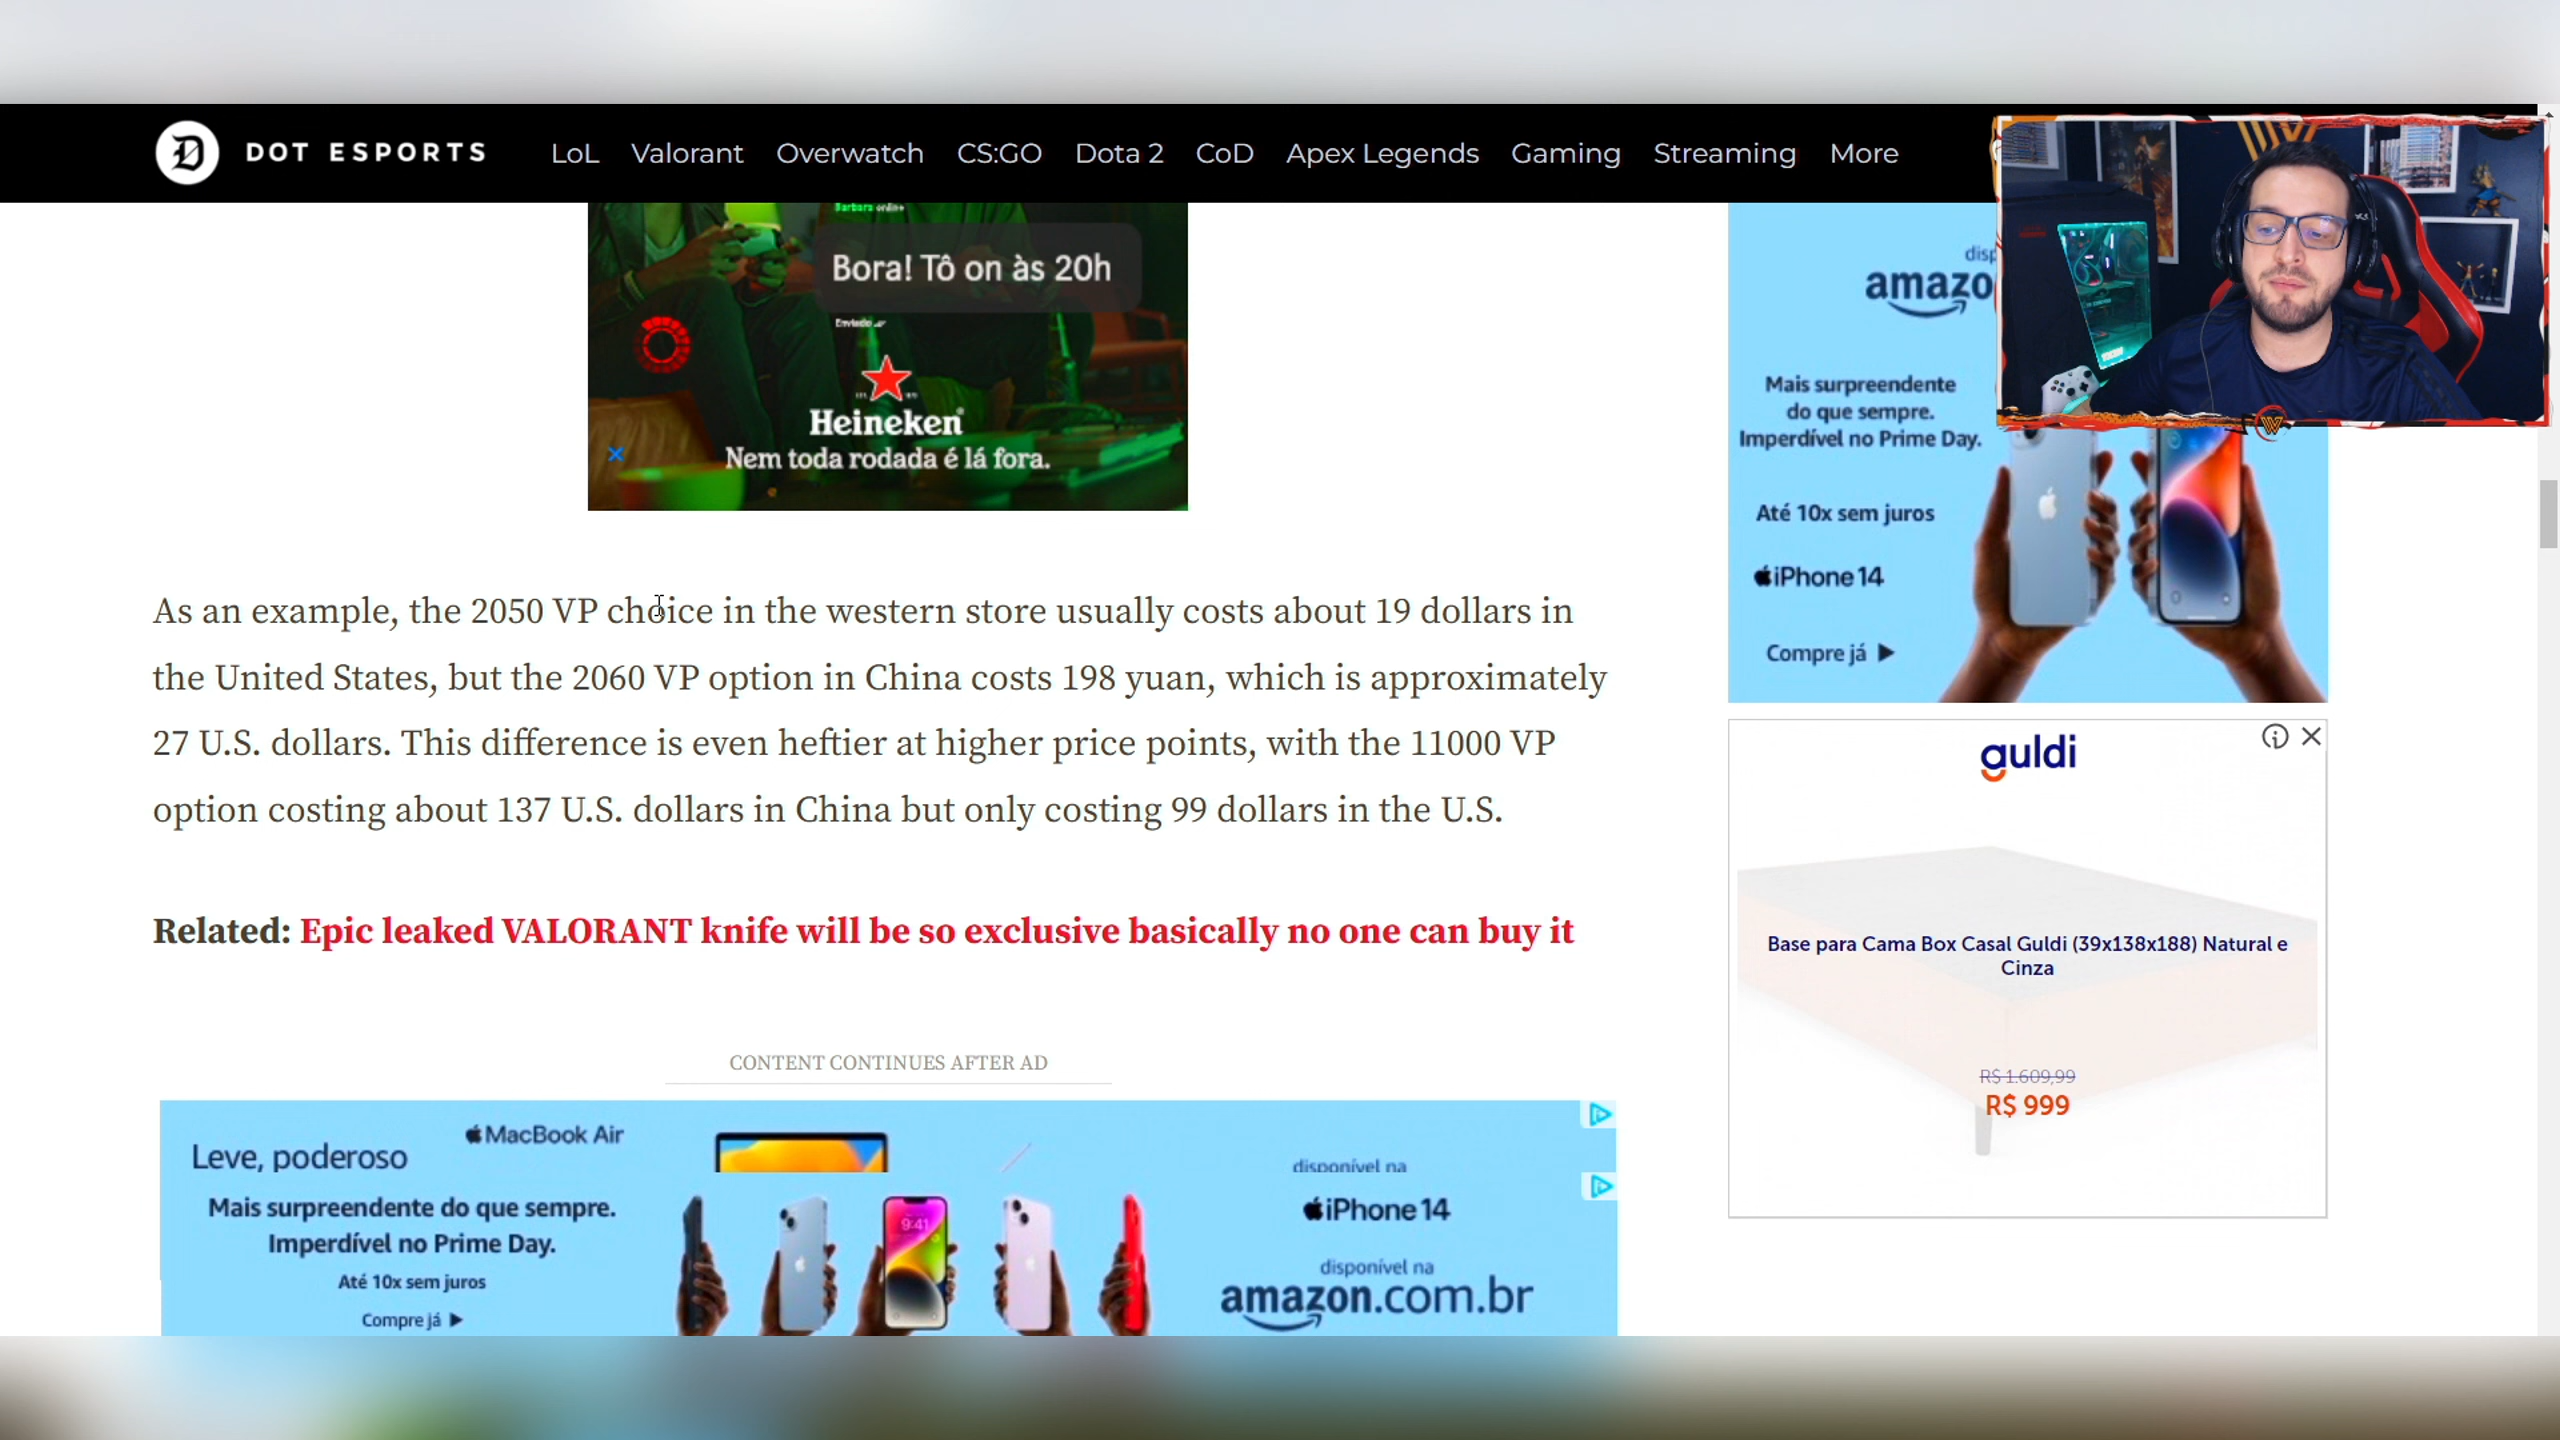 DOT ESPORTS
LoL Valorant Overwatch CS:GO Dota 2 CoD Apex Legends Gaming Streaming More
Barbara online
Bora! Tô on às 20h
Enviado
Heineken
Nem toda rodada é lá fora.
As an example, the 2050 VP choice in the western store usually costs about 19 dollars in
the United States, but the 2060 VP option in China costs 198 yuan, which is approximately
27 U.S. dollars. This difference is even heftier at higher price points, with the 11000 VP
option costing about 137 U.S. dollars in China but only costing 99 dollars in the U.S.
Related: Epic leaked VALORANT knife will be so exclusive basically no one can buy it
CONTENT CONTINUES AFTER AD
Leve, poderoso
MacBook Air
disponível na
Mais surpreendente do que sempre.
Imperdível no Prime Day.
Até 10x sem juros
Compre já
9:41
iPhone 14
disponível na
amazon.com.br
disp
amazo
Mais surpreendente
do que sempre.
Imperdível no Prime Day.
Até 10x sem juros
iPhone 14
Compre já
guldi
Base para Cama Box Casal Guldi (39x138x188) Natural e
Cinza
R$ 1.609,99
R$ 999